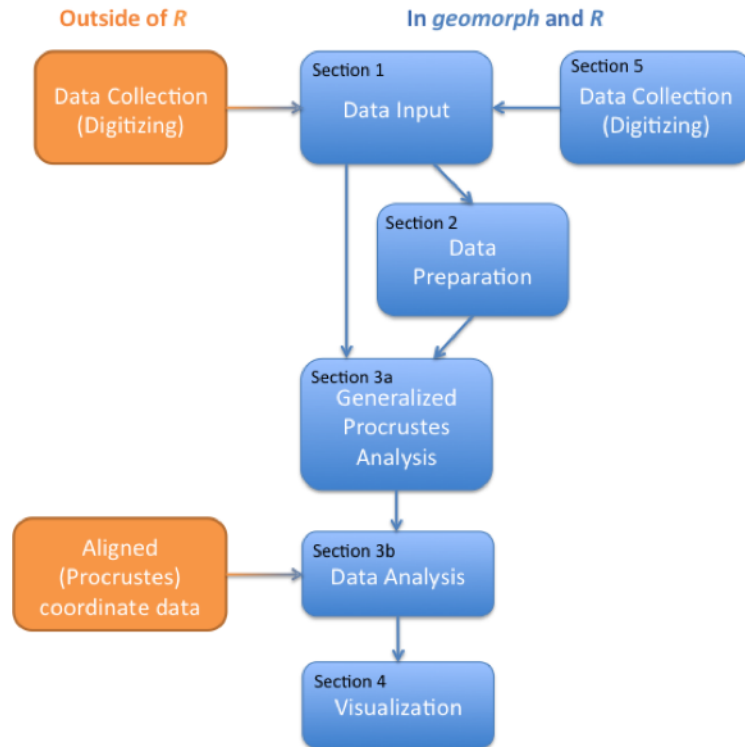 Outside of R
In geomorph and R
Data Collection
(Digitizing)
Section 1
Data Input
Section 5
Data Collection
(Digitizing)
Section 2
Data
Preparation
Section 3a
Generalized
Procrustes
Analysis
Aligned
(Procrustes)
coordinate data
Section 3b
Data Analysis
Section 4
Visualization